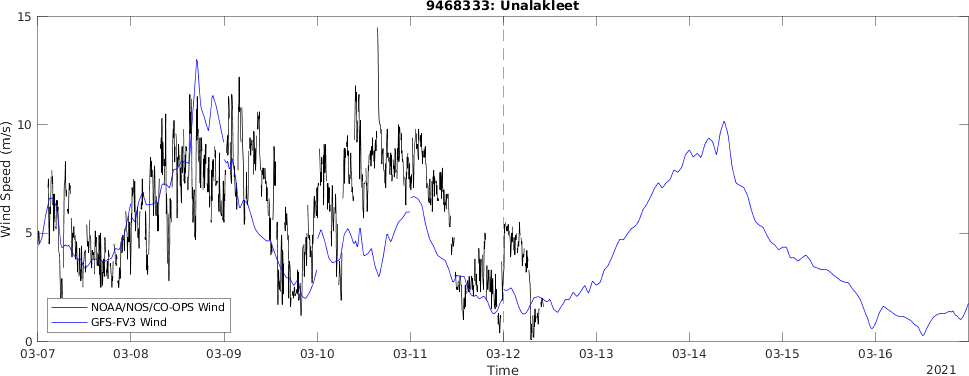 9468333: Unalakleet
15
10
5
0
Wind Speed (m/s)
NOAA/NOS/CO-OPS Wind
GFS-FV3 Wind
03-07 03-08 03-09 03-10 03-11 03-12 03-13 03-14 03-15 03-16
Time
2021